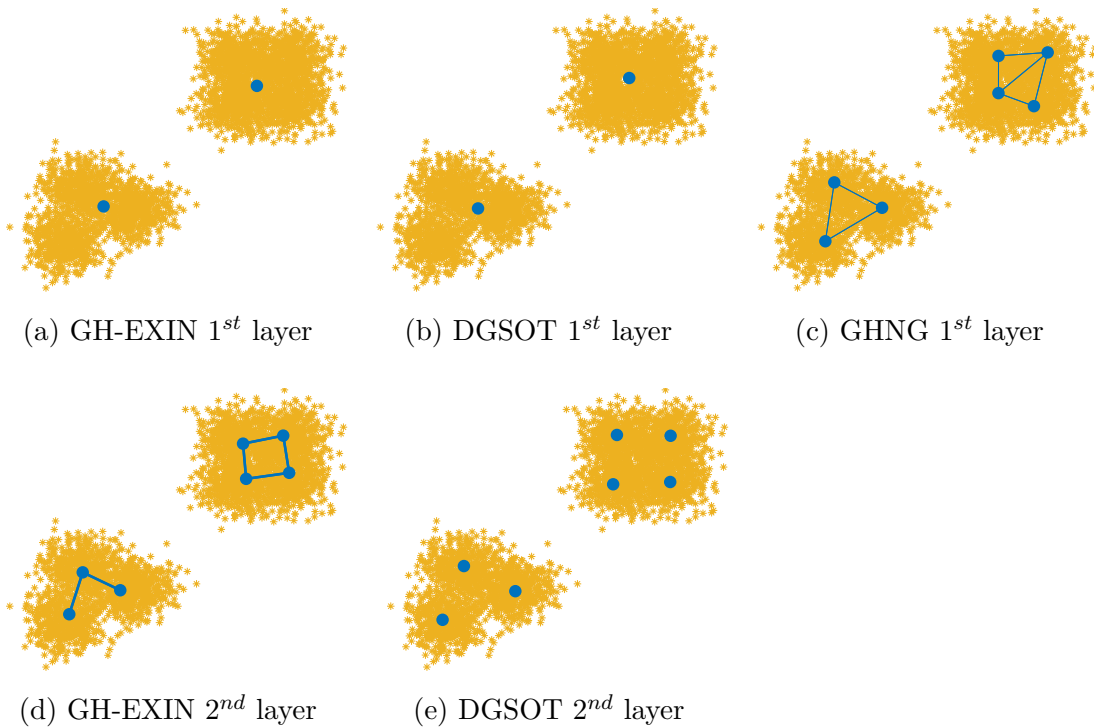 (a) GH-EXIN 1st layer
(b) DGSOT 1st layer
(c) GHNG 1st layer
(d) GH-EXIN 2nd layer
(e) DGSOT 2nd layer